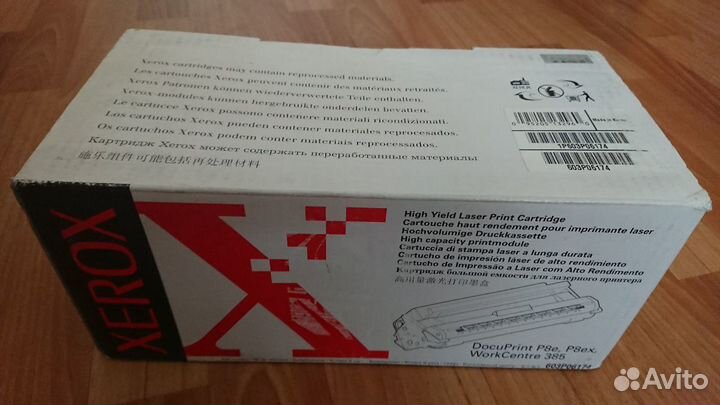 Xerox cartridges may contain reprocessed materials.
Les cartouches Xerox peuvent contenir des matériaux retraités.
Xerox Patronen können wiederverwertete Teile enthalten.
Xerox-modules kunnen hergebruikte onderdelen bevatten.
Le cartucce Xerox possono contenere materiali ricondizionati.
Los cartuchos Xerox pueden contener materiales reprocesados.
Os cartuchos Xerox podem conter materiais reprocessados.
Картридж Xerox может содержать переработанные материалы
施乐组件可能包括再处理材料
XEROX
1P603P06174
603P06174
XEROX
High Yield Laser Print Cartridge
Cartouche haut rendement pour imprimante laser
Hochvolumige Druckkassette
High capacity printmodule
Cartuccia di stampa laser a lunga durata
Cartucho de impresión láser de alto rendimiento
Cartucho de Impressão a Laser com Alto Rendimento
Картридж большой емкости для лазерного принтера
高用量激光打印墨盒
DocuPrint P8e, P8ex,
WorkCentre 385
603P06174
Avito